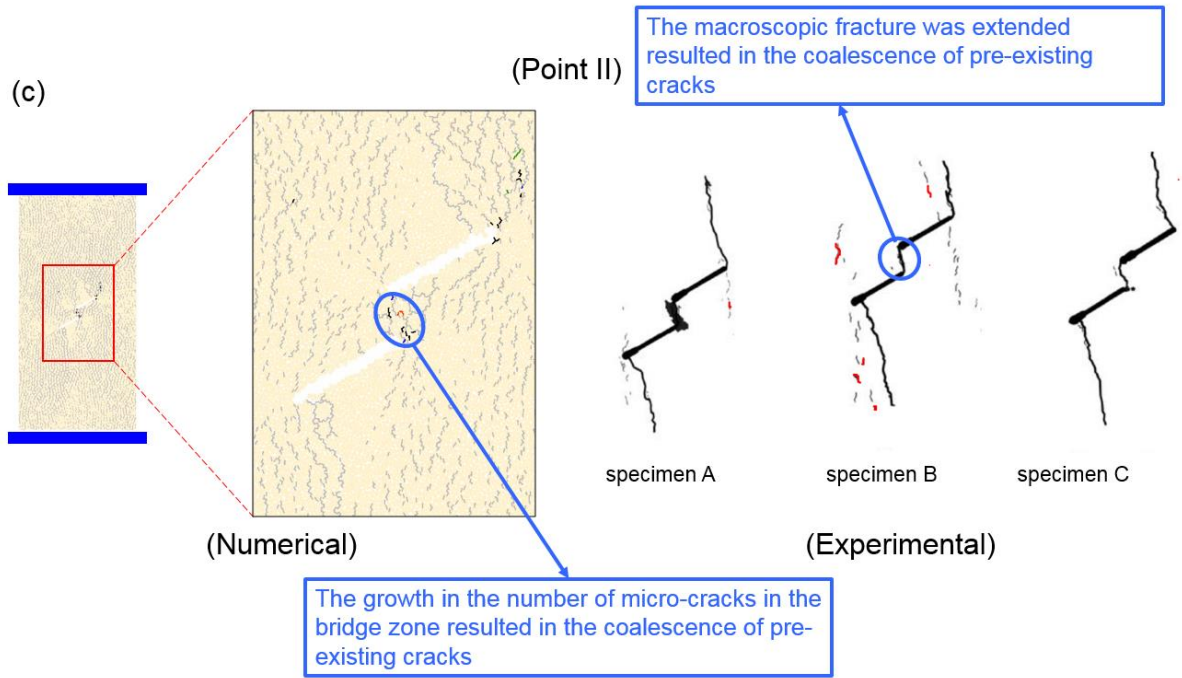 The macroscopic fracture was extended
resulted in the coalescence of pre-existing
cracks
(Point II)
(c)
specimen A
specimen B
specimen C
(Numerical)
(Experimental)
The growth in the number of micro-cracks in the
bridge zone resulted in the coalescence of pre-
existing cracks